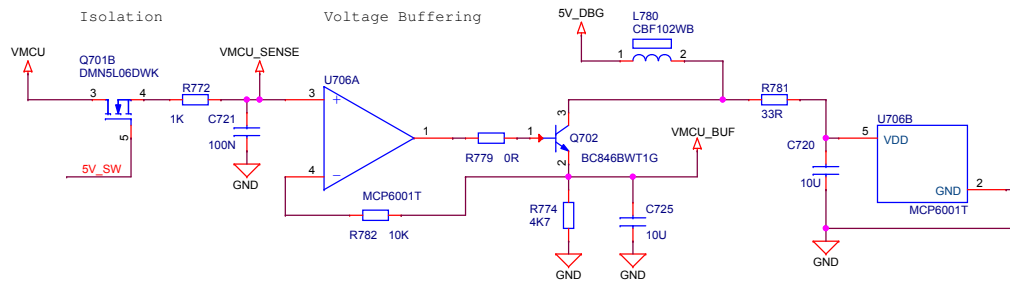 Isolation
Voltage Buffering
5V_DBG
L780
CBF102WB
1
2
VMCU
Q701B
DMN5L06DWK
VMCU_SENSE
U706A
3
4
R772
1K
C721
100N
GND
5
5V_SW
3
+
4
−
1
MCP6001T
R782
10K
R779
0R
1
3
Q702
2
BC846BWT1G
VMCU_BUF
R774
4K7
C725
10U
GND
GND
R781
33R
U706B
5
VDD
C720
10U
GND
2
MCP6001T
GND